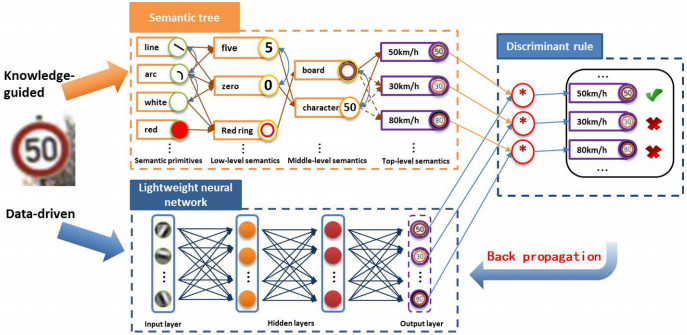 Semantic tree
Knowledge-
guided
50
line
arc
white
red
...
Semantic primitives
five 5
zero 0
Red ring
...
Low-level semantics
board
character 50
...
Middle-level semantics
50km/h 50
30km/h 30
80km/h 80
...
Top-level semantics
Discriminant rule
*
*
*
...
50km/h 50
30km/h 30
80km/h 80
...
Data-driven
Lightweight neural
network
50
30
80
Input layer
Hidden layers
Output layer
Back propagation